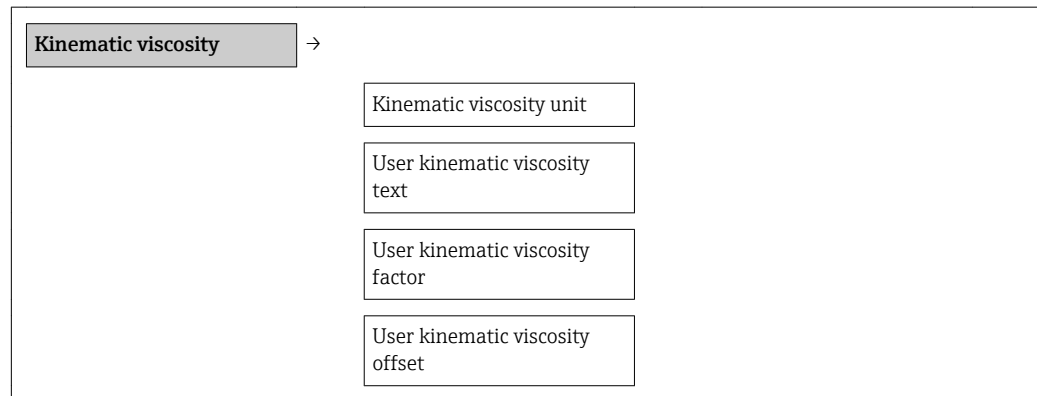 Kinematic viscosity →
Kinematic viscosity unit
User kinematic viscosity
text
User kinematic viscosity
factor
User kinematic viscosity
offset